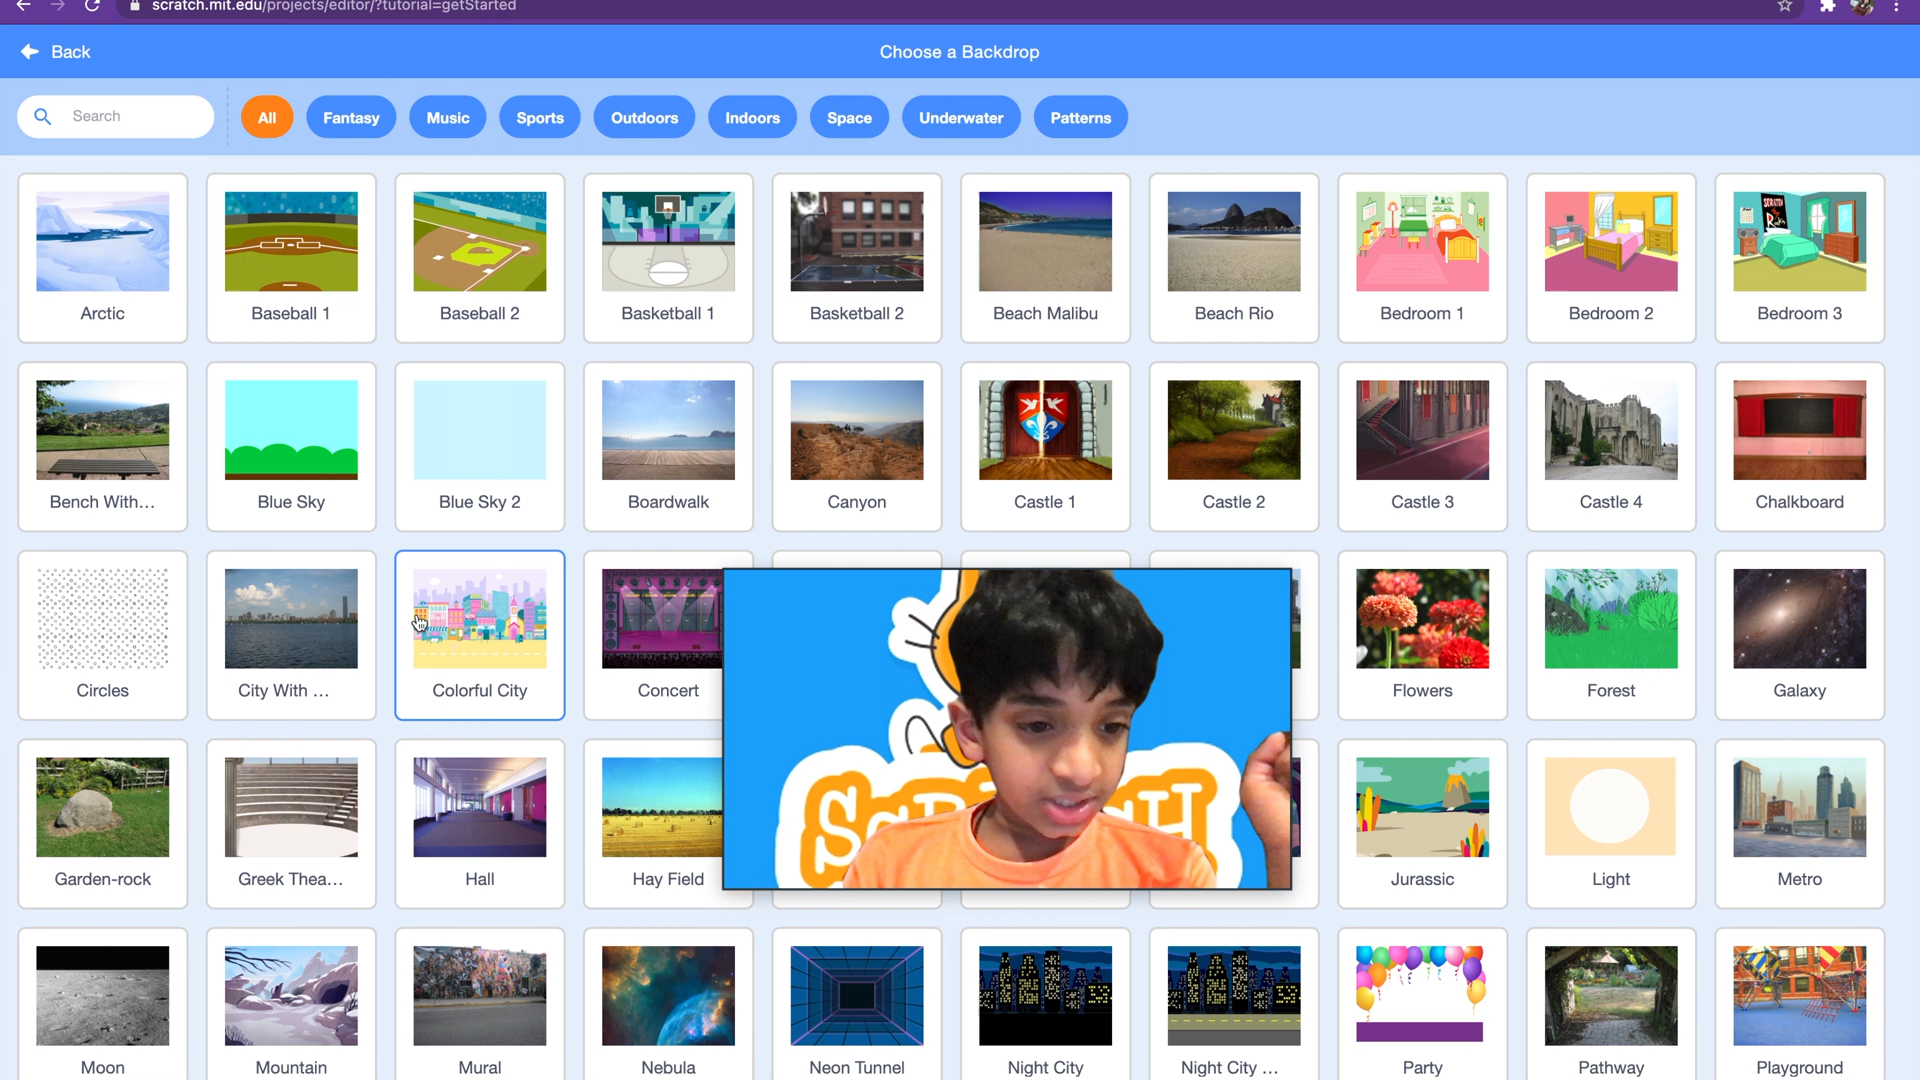 scratch.mit.edu/projects/editor/?tutorial=getStarted
Back
Choose a Backdrop
Search
All
Fantasy
Music
Sports
Outdoors
Indoors
Space
Underwater
Patterns
Arctic
Baseball 1
Baseball 2
Basketball 1
Basketball 2
Beach Malibu
Beach Rio
Bedroom 1
Bedroom 2
Bedroom 3
Bench With...
Blue Sky
Blue Sky 2
Boardwalk
Canyon
Castle 1
Castle 2
Castle 3
Castle 4
Chalkboard
Circles
City With ...
Colorful City
Concert
Flowers
Forest
Galaxy
Garden-rock
Greek Thea...
Hall
Hay Field
Jurassic
Light
Metro
Moon
Mountain
Mural
Nebula
Neon Tunnel
Night City
Night City ...
Party
Pathway
Playground